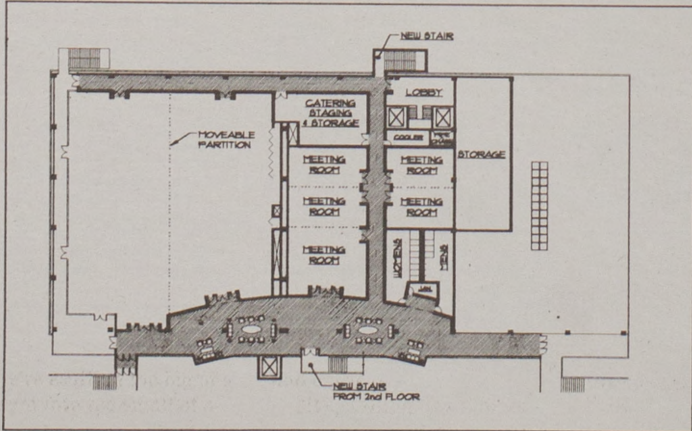 NEW STAIR
LOBBY
CATERING
STAGING
& STORAGE
MOVEABLE
PARTITION
COOLER
STORAGE
MEETING
ROOM
MEETING
ROOM
MEETING
ROOM
MEETING
ROOM
MEETING
ROOM
WOMENS
MENS
NEW STAIR
FROM 2nd FLOOR